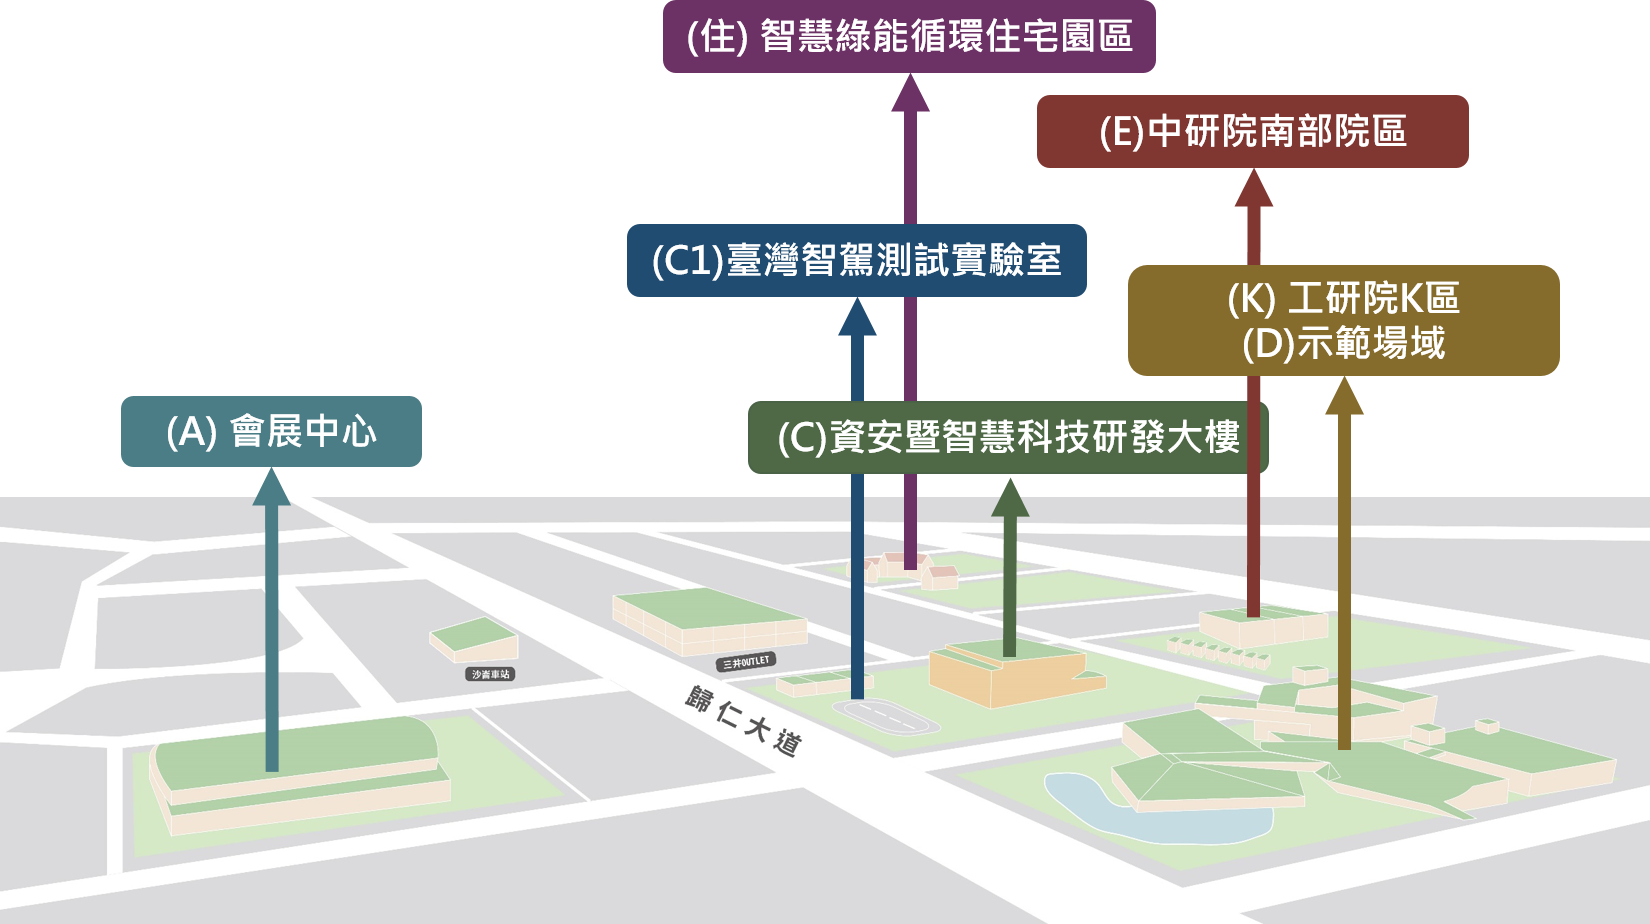 (住) 智慧綠能循環住宅園區
(E)中研院南部院區
(C1)臺灣智駕測試實驗室
(K) 工研院K區
(D)示範場域
(A) 會展中心
(C)資安暨智慧科技研發大樓
三井OUTLET
沙崙車站
歸仁大道